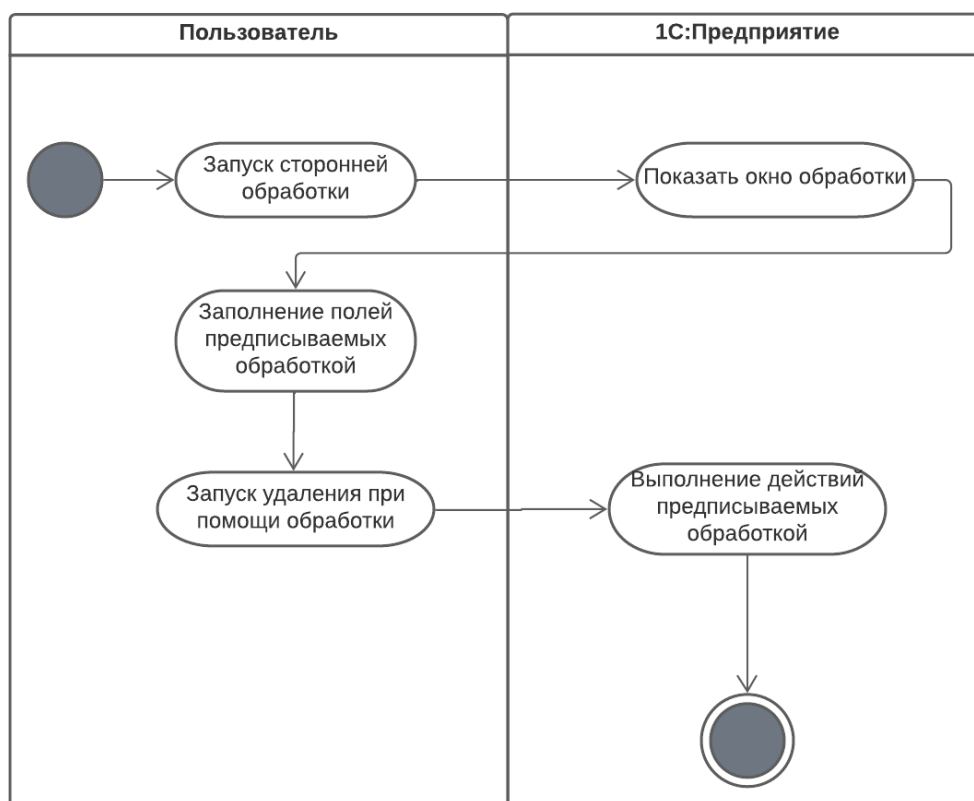 Пользователь
1С:Предприятие
Запуск сторонней
обработки
Показать окно обработки
Заполнение полей
предписываемых
обработкой
Запуск удаления при
помощи обработки
Выполнение действий
предписываемых
обработкой